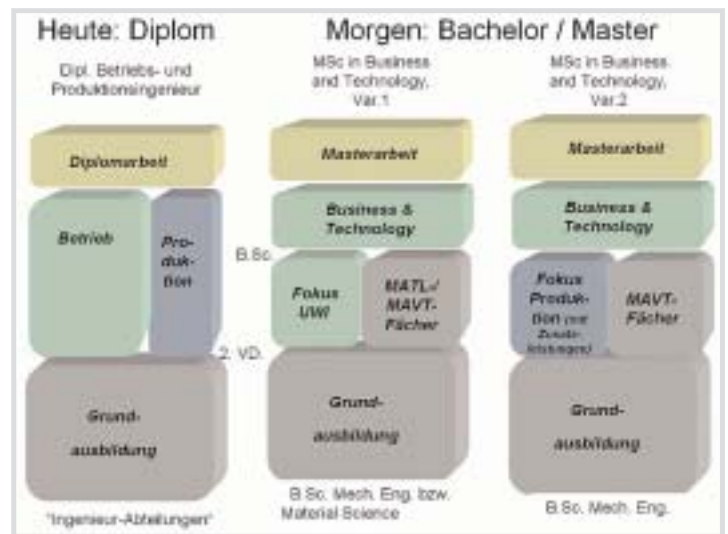 Heute: Diplom
Morgen: Bachelor / Master
Dipl. Betriebs- und
Produktionsingenieur
MSc in Business
and Technology,
Var.1
MSc in Business
and Technology,
Var.2
Diplomarbeit
Masterarbeit
Masterarbeit
Betrieb
Pro-
duk-
tion
Business &
Technology
Business &
Technology
B.Sc.
Fokus
UWI
MATL-/
MAVT-
Fächer
Fokus
Produk-
tion (mit
Zusatz-
leistungen)
MAVT-
Fächer
2. VD.
Grund-
ausbildung
Grund-
ausbildung
Grund-
ausbildung
"Ingenieur-Abteilungen"
B.Sc. Mech. Eng. bzw.
Material Science
B.Sc. Mech. Eng.